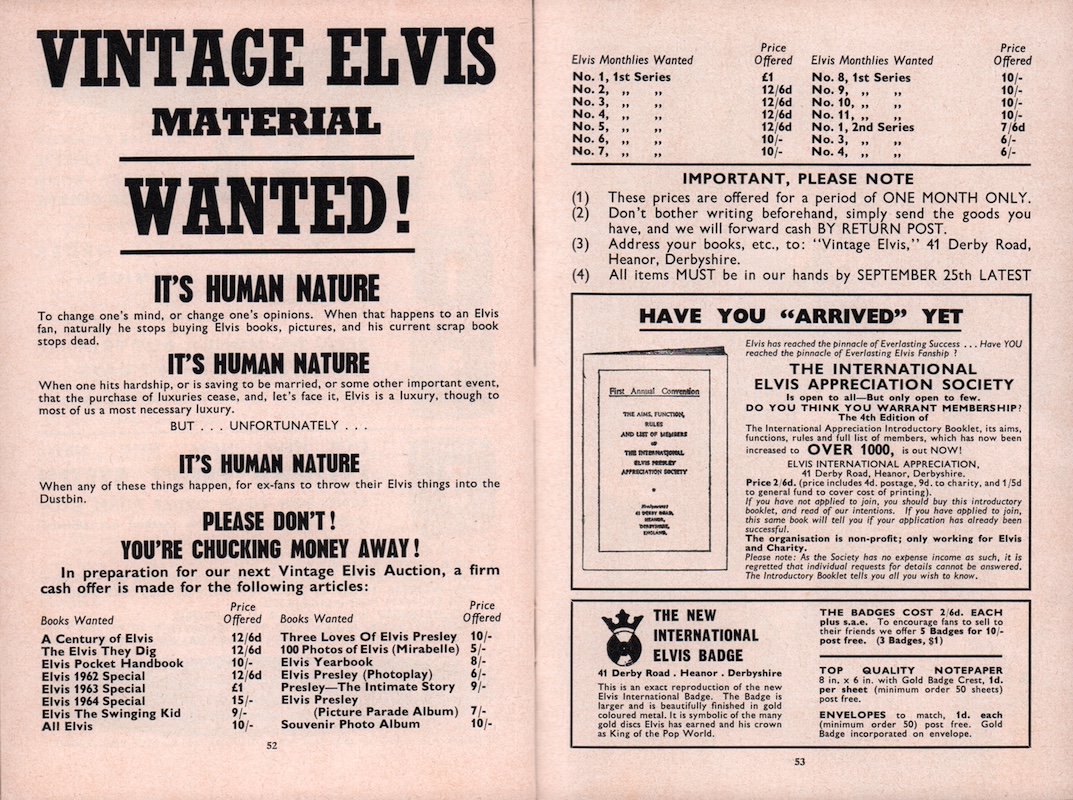 VINTAGE ELVIS
MATERIAL
WANTED!
IT'S HUMAN NATURE
To change one's mind, or change one's opinions. When that happens to an Elvis
fan, naturally he stops buying Elvis books, pictures, and his current scrap book
stops dead.
IT'S HUMAN NATURE
When one hits hardship, or is saving to be married, or some other important event,
that the purchase of luxuries cease, and, let's face it, Elvis is a luxury, though to
most of us a most necessary luxury.
BUT . . . UNFORTUNATELY . . .
IT'S HUMAN NATURE
When any of these things happen, for ex-fans to throw their Elvis things into the
Dustbin.
PLEASE DON'T!
YOU'RE CHUCKING MONEY AWAY!
In preparation for our next Vintage Elvis Auction, a firm
cash offer is made for the following articles:
Books Wanted Price Offered
A Century of Elvis 12/6d
The Elvis They Dig 12/6d
Elvis Pocket Handbook 10/-
Elvis 1962 Special 12/6d
Elvis 1963 Special £1
Elvis 1964 Special 15/-
Elvis The Swinging Kid 9/-
All Elvis 10/-
Books Wanted Price Offered
Three Loves Of Elvis Presley 10/-
100 Photos of Elvis (Mirabelle) 5/-
Elvis Yearbook 8/-
Elvis Presley (Photoplay) 6/-
Presley—The Intimate Story 9/-
Elvis Presley
(Picture Parade Album) 7/-
Souvenir Photo Album 10/-
52
Elvis Monthlies Wanted Price Offered
No. 1, 1st Series £1
No. 2, ,, ,, 12/6d
No. 3, ,, ,, 12/6d
No. 4, ,, ,, 12/6d
No. 5, ,, ,, 12/6d
No. 6, ,, ,, 10/-
No. 7, ,, ,, 10/-
Elvis Monthlies Wanted Price Offered
No. 8, 1st Series 10/-
No. 9, ,, ,, 10/-
No. 10, ,, ,, 10/-
No. 11, ,, ,, 10/-
No. 1, 2nd Series 7/6d
No. 3, ,, ,, 6/-
No. 4, ,, ,, 6/-
IMPORTANT, PLEASE NOTE
(1) These prices are offered for a period of ONE MONTH ONLY.
(2) Don't bother writing beforehand, simply send the goods you
have, and we will forward cash BY RETURN POST.
(3) Address your books, etc., to: "Vintage Elvis," 41 Derby Road,
Heanor, Derbyshire.
(4) All items MUST be in our hands by SEPTEMBER 25th LATEST
HAVE YOU "ARRIVED" YET
First Annual Convention
THE AIMS, FUNCTION,
RULES
AND LIST OF MEMBERS
THE INTERNATIONAL
ELVIS PRESLEY
APPRECIATION SOCIETY
41 DERBY ROAD,
HEANOR,
DERBYSHIRE,
ENGLAND.
Elvis has reached the pinnacle of Everlasting Success . . . Have YOU
reached the pinnacle of Everlasting Elvis Fanship ?
THE INTERNATIONAL
ELVIS APPRECIATION SOCIETY
Is open to all—But only open to few.
DO YOU THINK YOU WARRANT MEMBERSHIP?
The 4th Edition of
The International Appreciation Introductory Booklet, its aims,
functions, rules and full list of members, which has now been
increased to OVER 1000, is out NOW!
ELVIS INTERNATIONAL APPRECIATION,
41 Derby Road, Heanor, Derbyshire.
Price 2/6d. (price includes 4d. postage, 9d. to charity, and 1/5d
to general fund to cover cost of printing).
If you have not applied to join, you should buy this introductory
booklet, and read of our intentions. If you have applied to join,
this same book will tell you if your application has already been
successful.
The organisation is non-profit; only working for Elvis
and Charity.
Please note: As the Society has no expense income as such, it is
regretted that individual requests for details cannot be answered.
The Introductory Booklet tells you all you wish to know.
THE NEW
INTERNATIONAL
ELVIS BADGE
41 Derby Road . Heanor . Derbyshire
This is an exact reproduction of the new
Elvis International Badge. The Badge is
larger and is beautifully finished in gold
coloured metal. It is symbolic of the many
gold discs Elvis has earned and his crown
as King of the Pop World.
THE BADGES COST 2/6d. EACH
plus s.a.e. To encourage fans to sell to
their friends we offer 5 Badges for 10/-
post free. (3 Badges, $1)
TOP QUALITY NOTEPAPER
8 in. x 6 in. with Gold Badge Crest, 1d.
per sheet (minimum order 50 sheets)
post free.
ENVELOPES to match, 1d. each
(minimum order 50) post free. Gold
Badge incorporated on envelope.
53